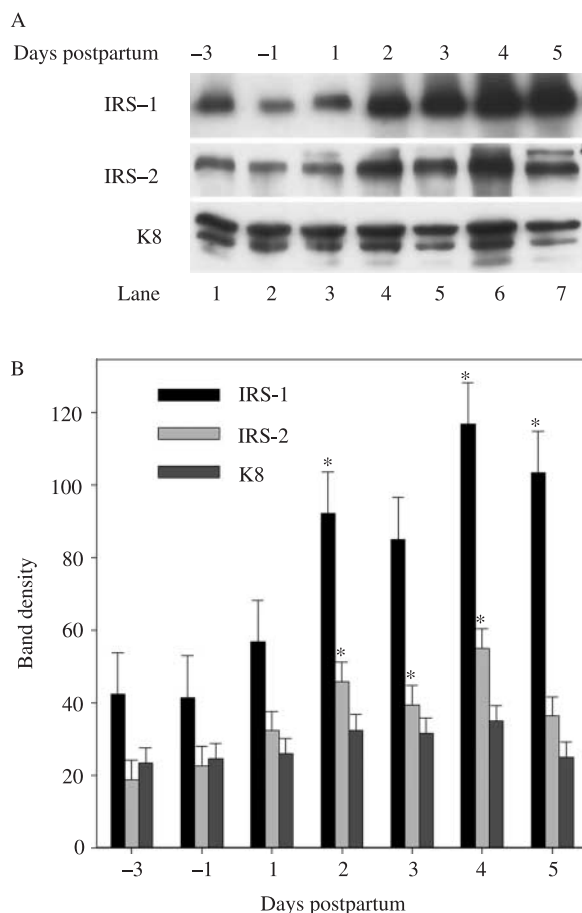 A
Days postpartum –3 –1 1 2 3 4 5
IRS–1
IRS–2
K8
Lane 1 2 3 4 5 6 7
B
IRS-1
IRS-2
K8
120
100
80
60
40
20
0
Band density
* * * * * * *
–3 –1 1 2 3 4 5
Days postpartum